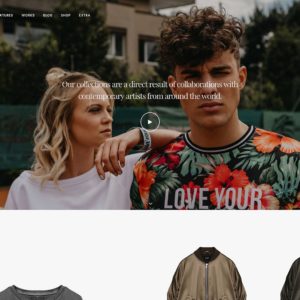 WORKS BLOG SHOP EXTRA
Our collections are a direct result of collaborations with
contemporary artists from around the world.
LOVE YOUR